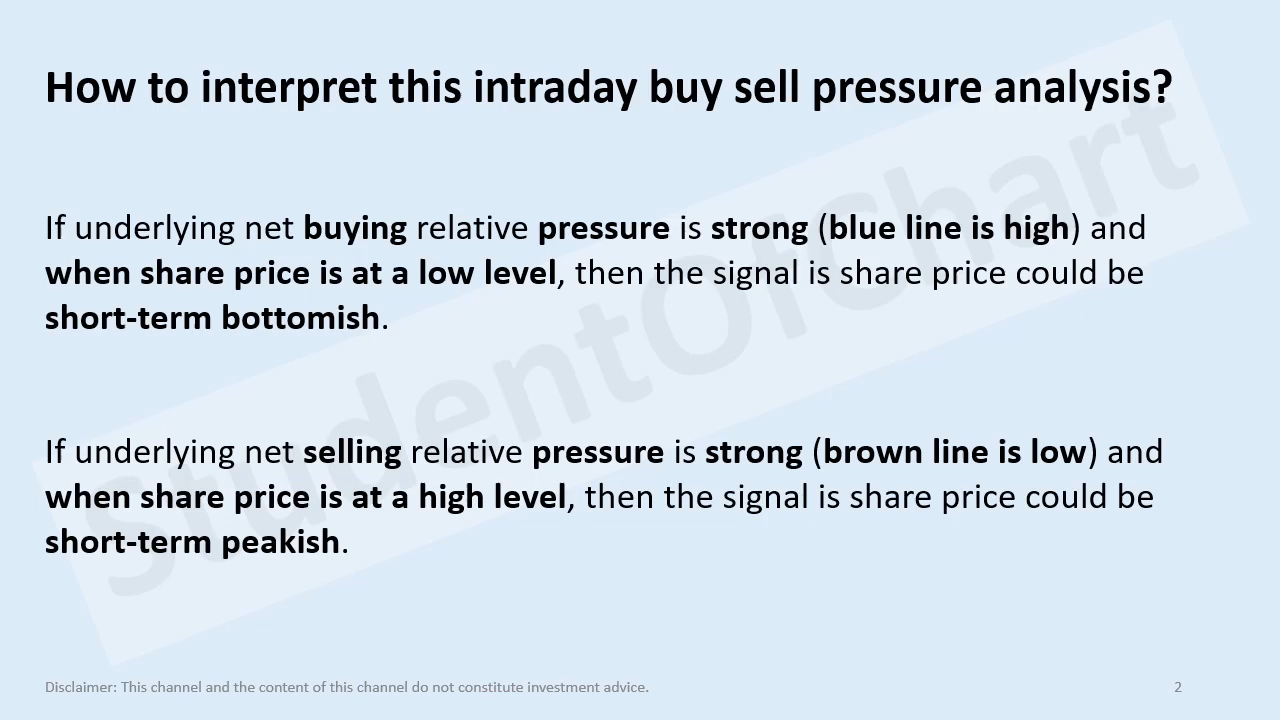 How to interpret this intraday buy sell pressure analysis?
If underlying net buying relative pressure is strong (blue line is high) and
when share price is at a low level, then the signal is share price could be
short-term bottomish.
If underlying net selling relative pressure is strong (brown line is low) and
when share price is at a high level, then the signal is share price could be
short-term peakish.
StudentOfChart
Disclaimer: This channel and the content of this channel do not constitute investment advice.
2